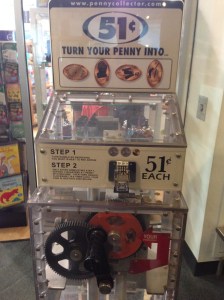 www.pennycollector.com
51¢
TURN YOUR PENNY INTO...
STEP 1
STEP 2
51¢
EACH